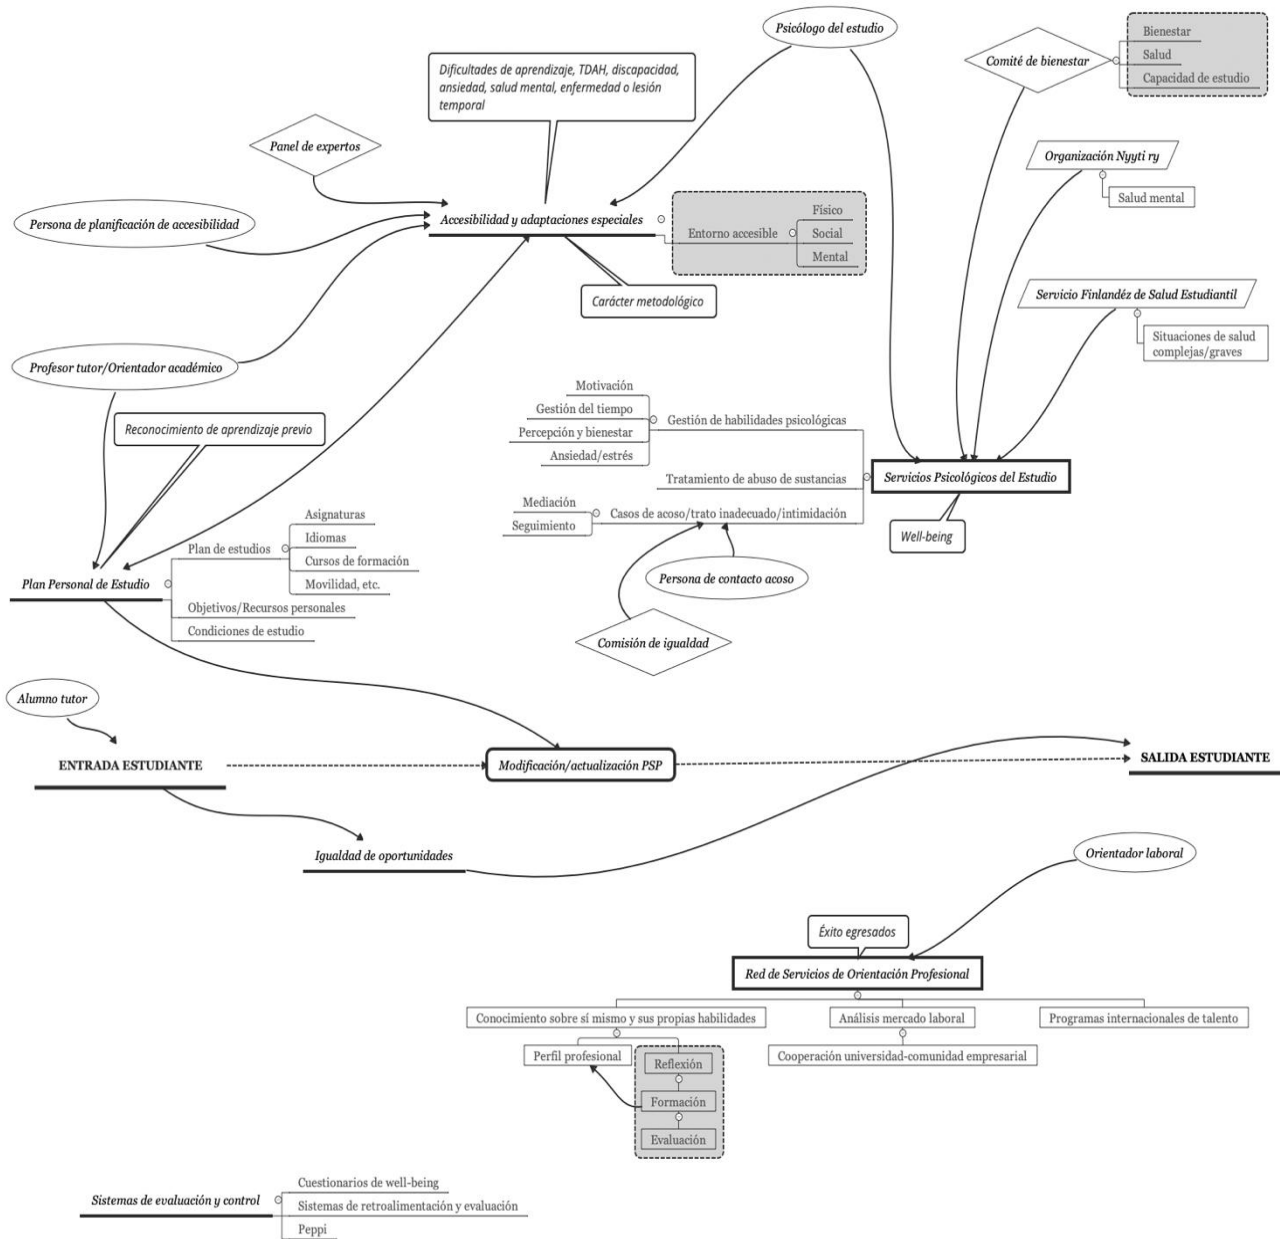 Psicólogo del estudio
Comité de bienestar
Bienestar
Salud
Capacidad de estudio
Dificultades de aprendizaje, TDAH, discapacidad,
ansiedad, salud mental, enfermedad o lesión
temporal
Panel de expertos
Organización Nyyti ry
Salud mental
Persona de planificación de accesibilidad
Accesibilidad y adaptaciones especiales
Entorno accesible
Físico
Social
Mental
Carácter metodológico
Servicio Finlandéz de Salud Estudiantil
Situaciones de salud
complejas/graves
Profesor tutor/Orientador académico
Reconocimiento de aprendizaje previo
Motivación
Gestión del tiempo
Percepción y bienestar
Ansiedad/estrés
Gestión de habilidades psicológicas
Tratamiento de abuso de sustancias
Mediación
Seguimiento
Casos de acoso/trato inadecuado/intimidación
Servicios Psicológicos del Estudio
Well-being
Persona de contacto acoso
Comisión de igualdad
Plan Personal de Estudio
Plan de estudios
Asignaturas
Idiomas
Cursos de formación
Movilidad, etc.
Objetivos/Recursos personales
Condiciones de estudio
Alumno tutor
ENTRADA ESTUDIANTE
Modificación/actualización PSP
SALIDA ESTUDIANTE
Igualdad de oportunidades
Orientador laboral
Éxito egresados
Red de Servicios de Orientación Profesional
Conocimiento sobre sí mismo y sus propias habilidades
Análisis mercado laboral
Programas internacionales de talento
Perfil profesional
Reflexión
Formación
Evaluación
Cooperación universidad-comunidad empresarial
Sistemas de evaluación y control
Cuestionarios de well-being
Sistemas de retroalimentación y evaluación
Peppi